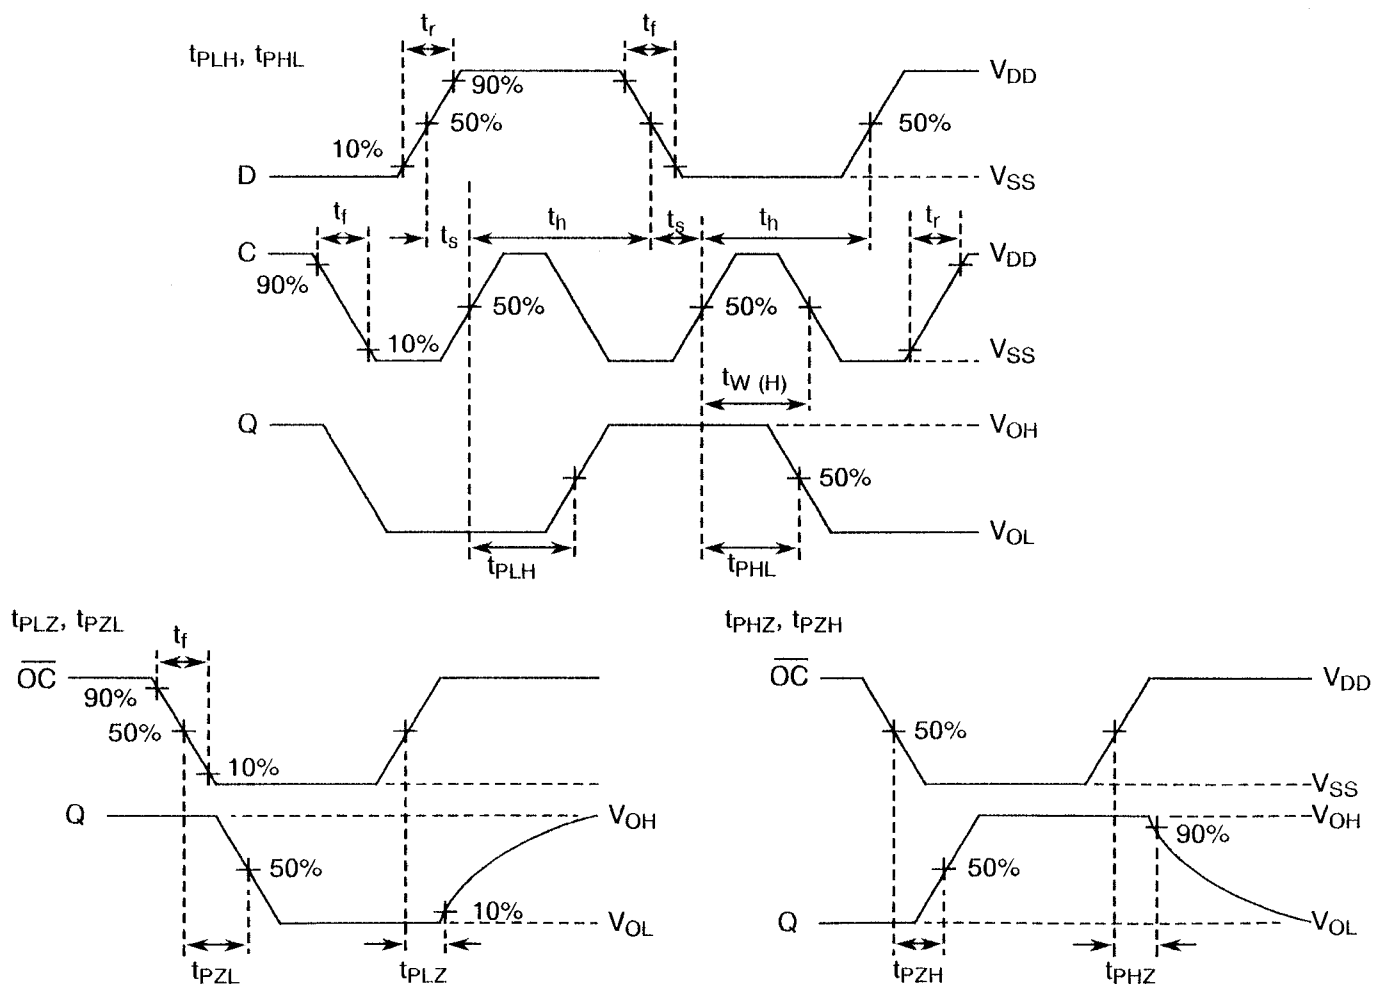 tPLH, tPHL
tr
tf
90%
50%
10%
50%
D
VDD
VSS
tf
ts
th
ts
th
tr
C
90%
10%
50%
50%
VDD
VSS
tW (H)
Q
50%
VOH
VOL
tPLH
tPHL
tPLZ, tPZL
tf
OC
90%
50%
10%
Q
50%
10%
VOH
VOL
tPZL
tPLZ
tPHZ, tPZH
OC
50%
VDD
VSS
VOH
90%
50%
Q
VOL
tPZH
tPHZ